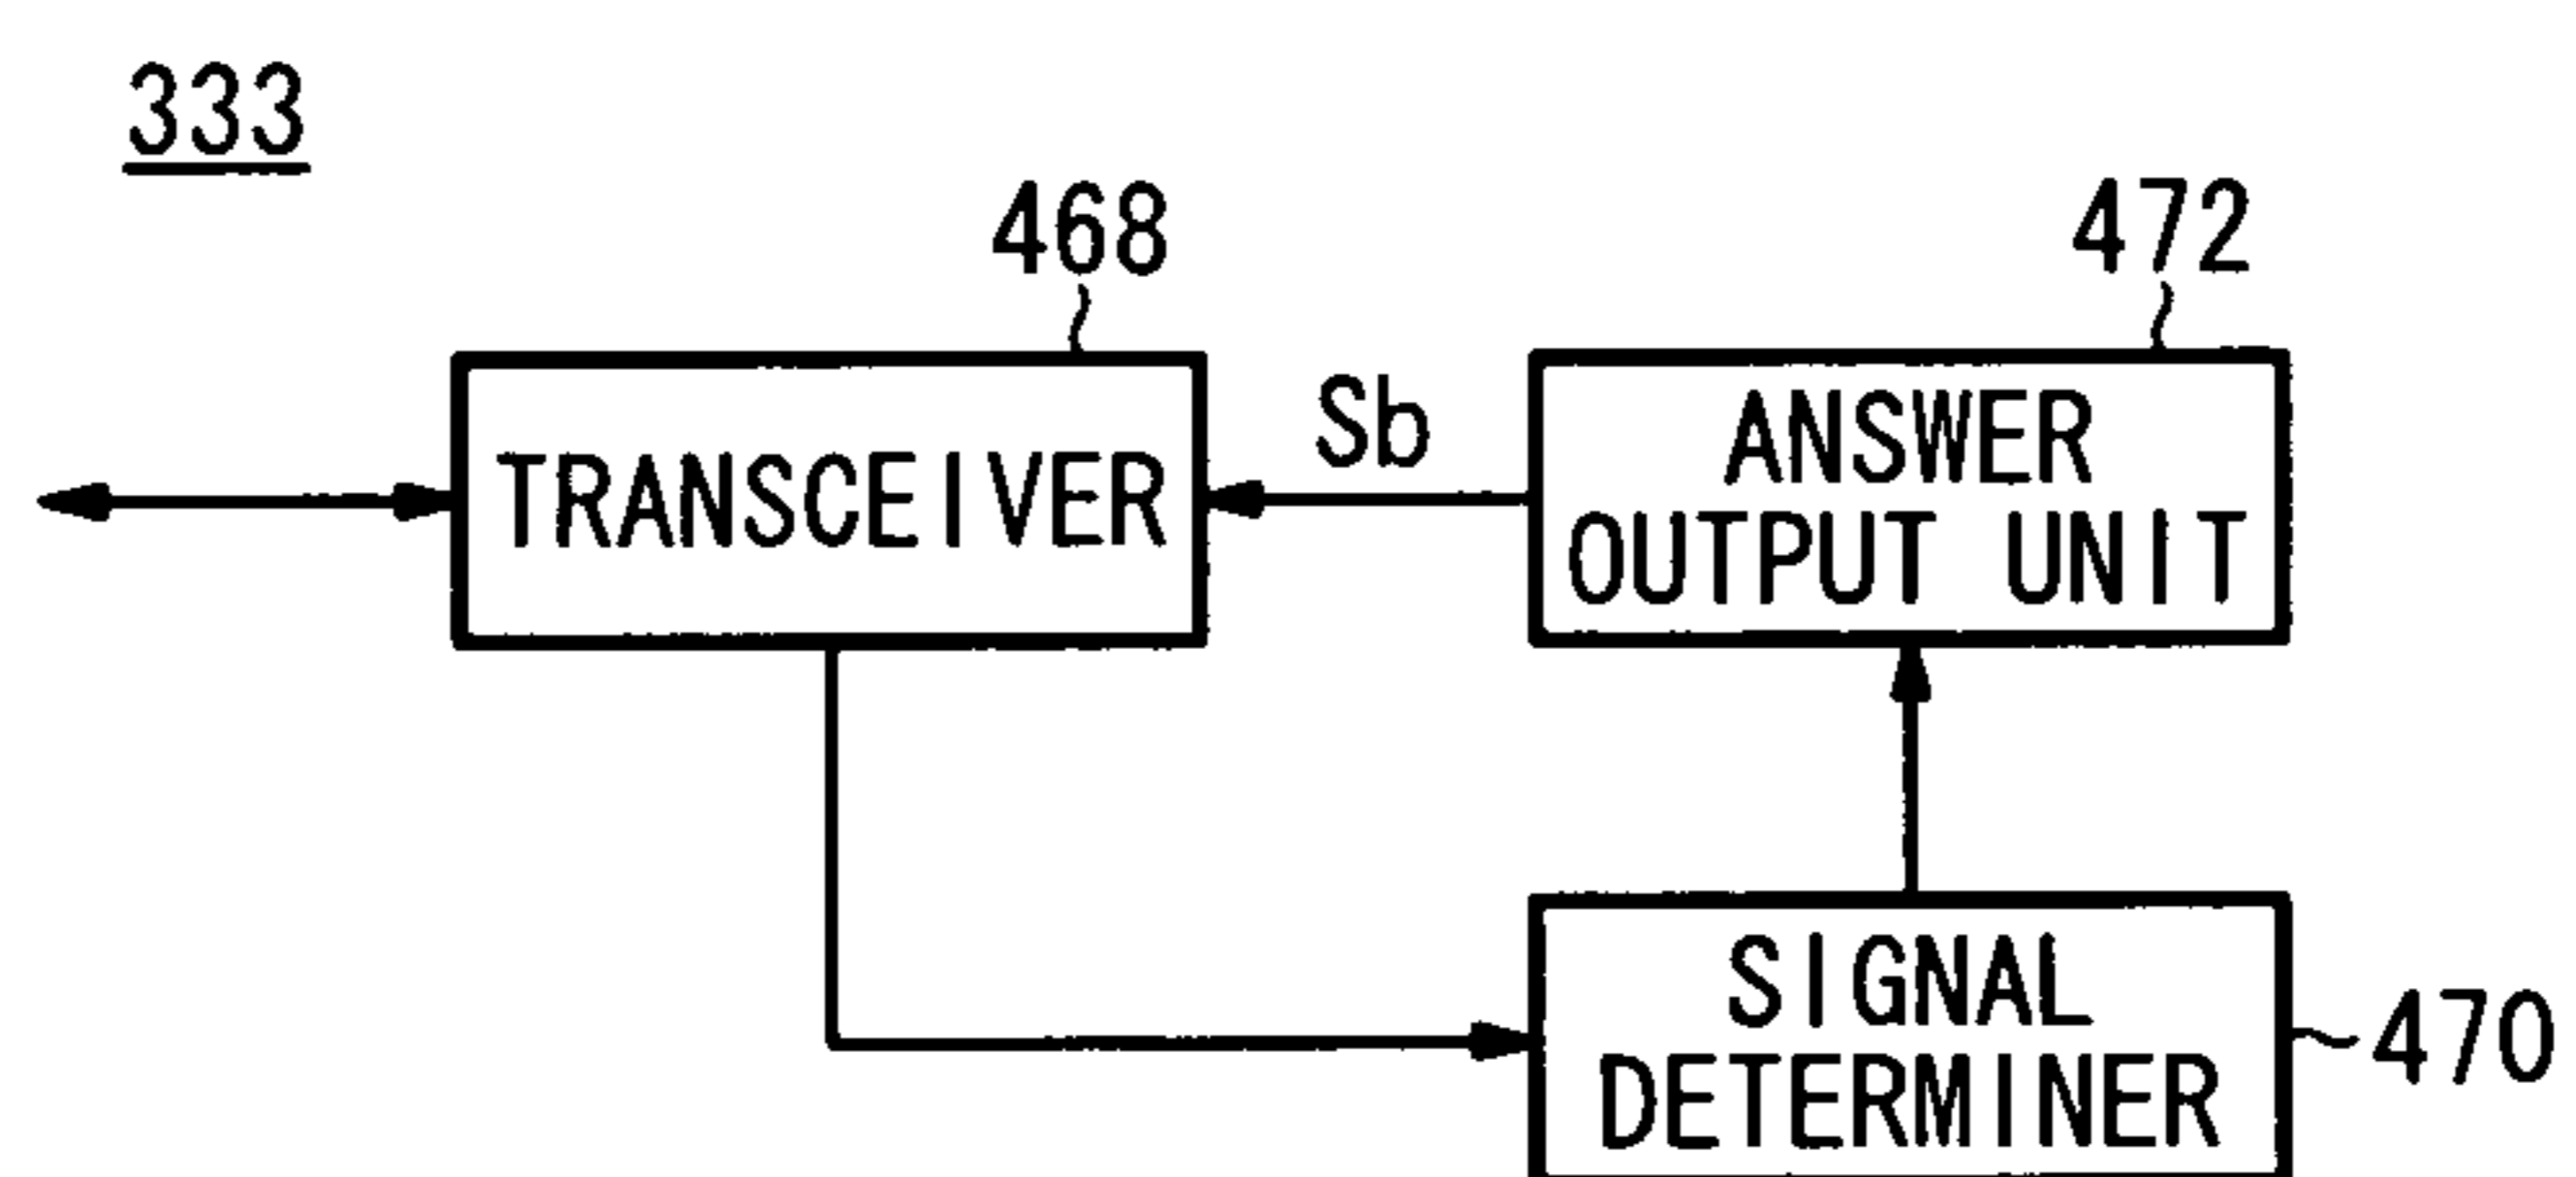 333
468
472
TRANSCEIVER
Sb
ANSWER
OUTPUT UNIT
SIGNAL
DETERMINER
470